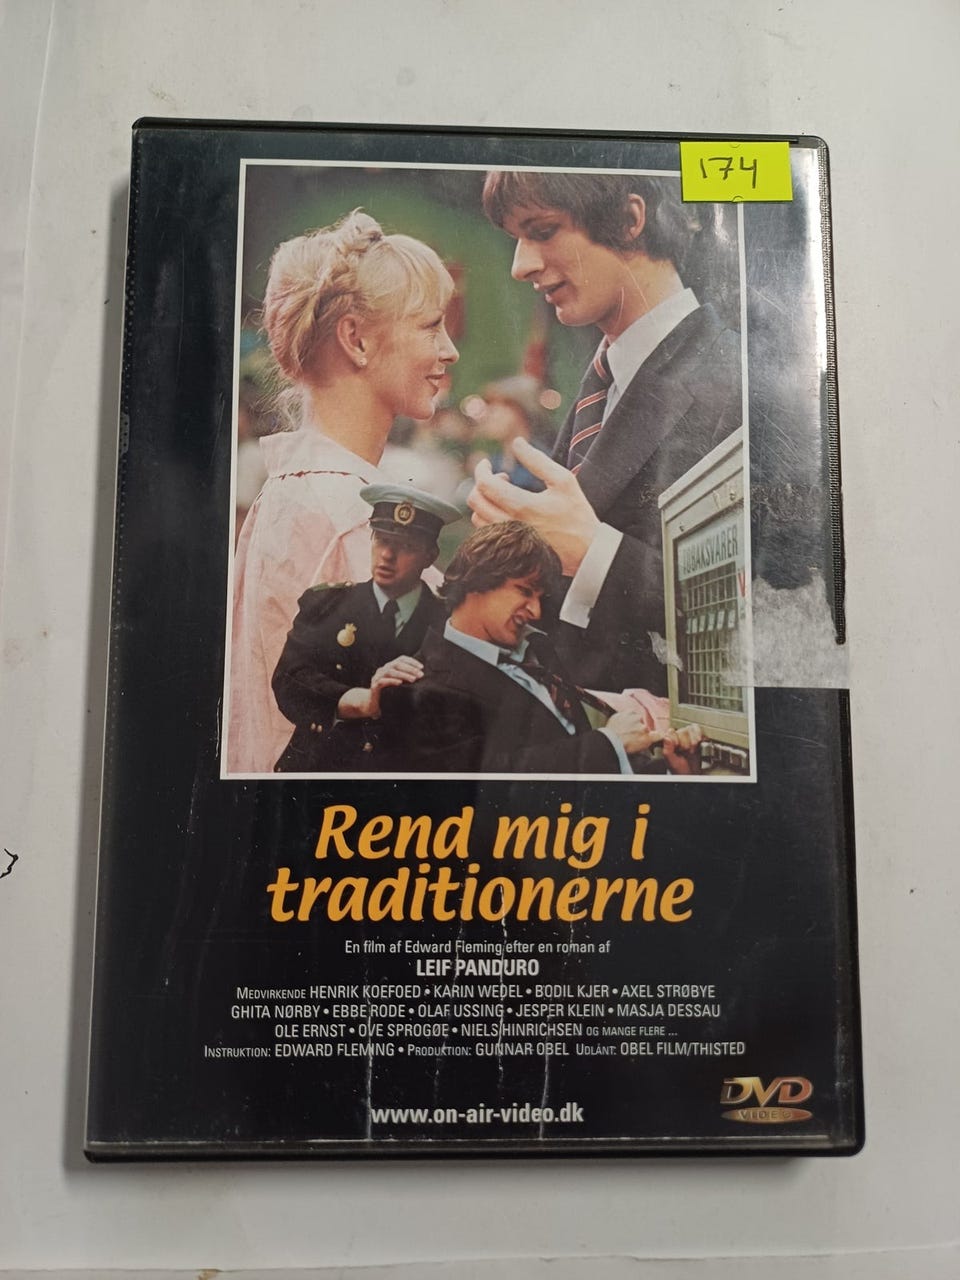 174
TOBAKSVARER
Rend mig i
traditionerne
En film af Edward Fleming efter en roman af
LEIF PANDURO
MEDVIRKENDE HENRIK KOEFOED • KARIN WEDEL • BODIL KJER • AXEL STRØBYE
GHITA NØRBY • EBBE RODE • OLAF USSING • JESPER KLEIN • MASJA DESSAU
OLE ERNST • OVE SPROGØE • NIELS HINRICHSEN OG MANGE FLERE ...
INSTRUKTION: EDWARD FLEMING • PRODUKTION: GUNNAR OBEL UDLÅNT: OBEL FILM/THISTED
DVD
VIDEO
www.on-air-video.dk